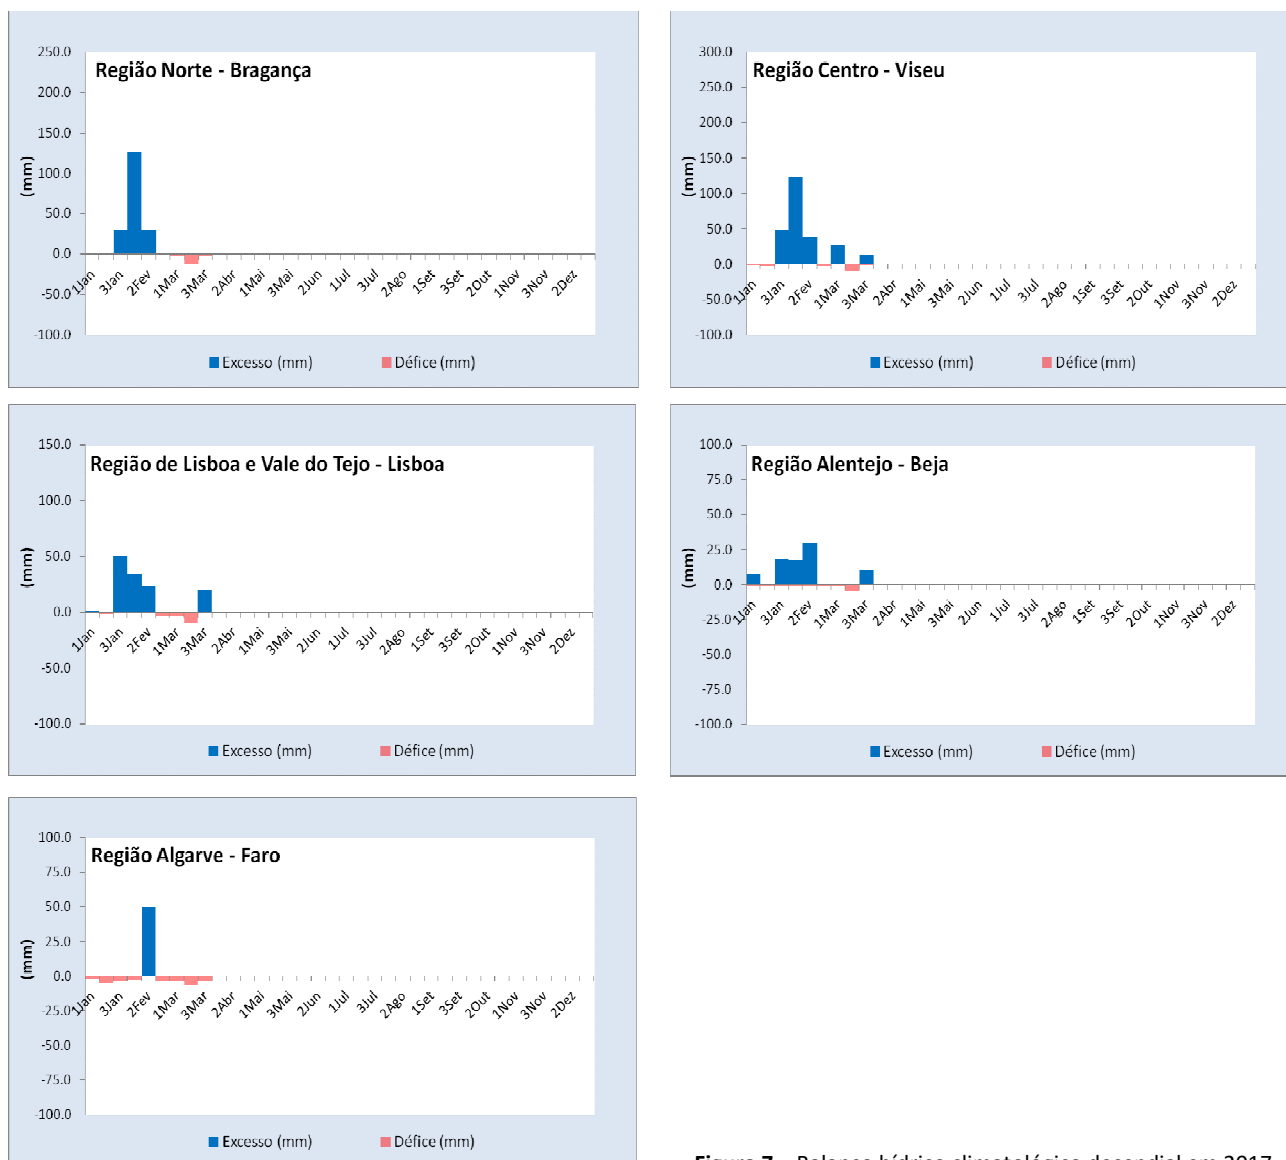 Região Norte - Bragança
(mm)
250.0
200.0
150.0
100.0
50.0
0.0
-50.0
-100.0
1Jan 3Jan 2Fev 1Mar 3Mar 2Abr 1Mai 3Mai 2Jun 1Jul 3Jul 2Ago 1Set 3Set 2Out 1Nov 3Nov 2Dez
Excesso (mm) Défice (mm)
Região Centro - Viseu
(mm)
300.0
250.0
200.0
150.0
100.0
50.0
0.0
-50.0
-100.0
1Jan 3Jan 2Fev 1Mar 3Mar 2Abr 1Mai 3Mai 2Jun 1Jul 3Jul 2Ago 1Set 3Set 2Out 1Nov 3Nov 2Dez
Excesso (mm) Défice (mm)
Região de Lisboa e Vale do Tejo - Lisboa
(mm)
150.0
100.0
50.0
0.0
-50.0
-100.0
1Jan 3Jan 2Fev 1Mar 3Mar 2Abr 1Mai 3Mai 2Jun 1Jul 3Jul 2Ago 1Set 3Set 2Out 1Nov 3Nov 2Dez
Excesso (mm) Défice (mm)
Região Alentejo - Beja
(mm)
100.0
75.0
50.0
25.0
0.0
-25.0
-50.0
-75.0
-100.0
1Jan 3Jan 2Fev 1Mar 3Mar 2Abr 1Mai 3Mai 2Jun 1Jul 3Jul 2Ago 1Set 3Set 2Out 1Nov 3Nov 2Dez
Excesso (mm) Défice (mm)
Região Algarve - Faro
(mm)
100.0
75.0
50.0
25.0
0.0
-25.0
-50.0
-75.0
-100.0
1Jan 3Jan 2Fev 1Mar 3Mar 2Abr 1Mai 3Mai 2Jun 1Jul 3Jul 2Ago 1Set 3Set 2Out 1Nov 3Nov 2Dez
Excesso (mm) Défice (mm)
Figura 7 – Balanço hídrico climatológico decendial em 2017